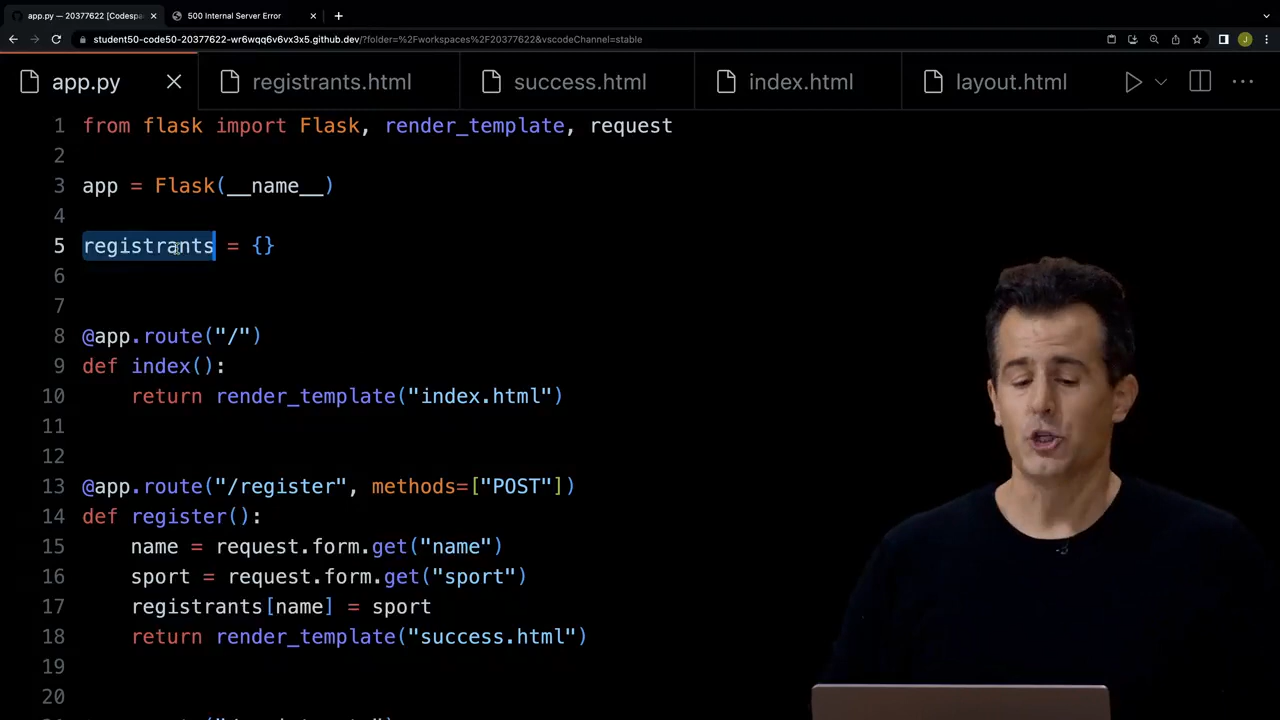 app.py — 20377622 [Codespa
500 Internal Server Error
student50-code50-20377622-wr6wqq6v6vx3x5.github.dev/?folder=%2Fworkspaces%2F20377622&vscodeChannel=stable
J
app.py
registrants.html
success.html
index.html
layout.html
1 from flask import Flask, render_template, request
2
3 app = Flask(__name__)
4
5 registrants = {}
6
7
8 @app.route("/")
9 def index():
10 return render_template("index.html")
11
12
13 @app.route("/register", methods=["POST"])
14 def register():
15 name = request.form.get("name")
16 sport = request.form.get("sport")
17 registrants[name] = sport
18 return render_template("success.html")
19
20